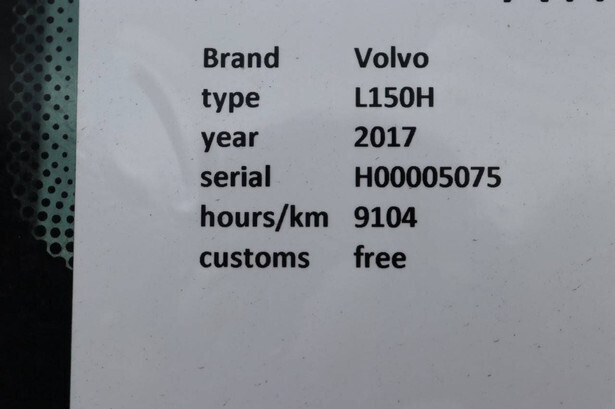 Brand Volvo
type L150H
year 2017
serial H00005075
hours/km 9104
customs free